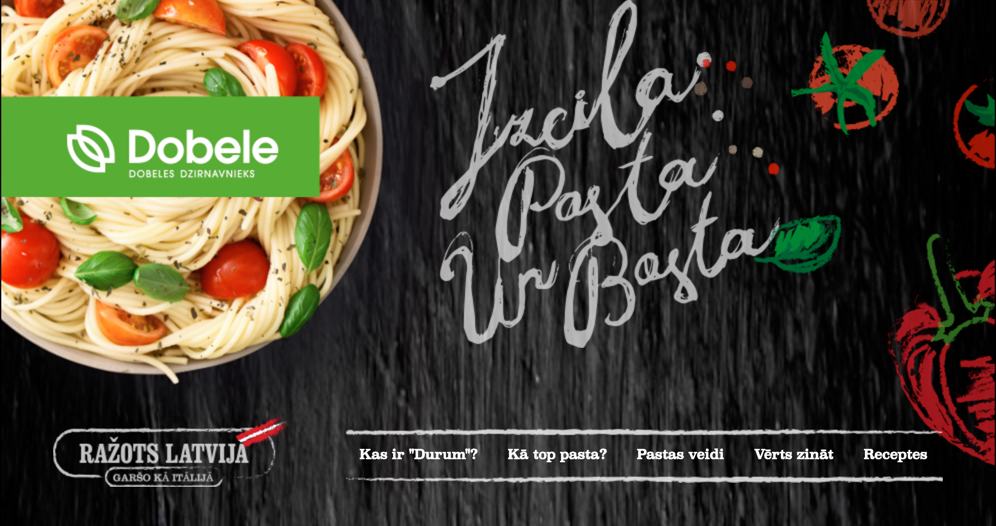 Dobele
DOBELES DZIRNAVNIEKS
Izcila
Pasta
Un Basta
RAŽOTS LATVIJĀ
GARŠO KĀ ITĀLIJĀ
Kas ir "Durum"? Kā top pasta? Pastas veidi Vērts zināt Receptes